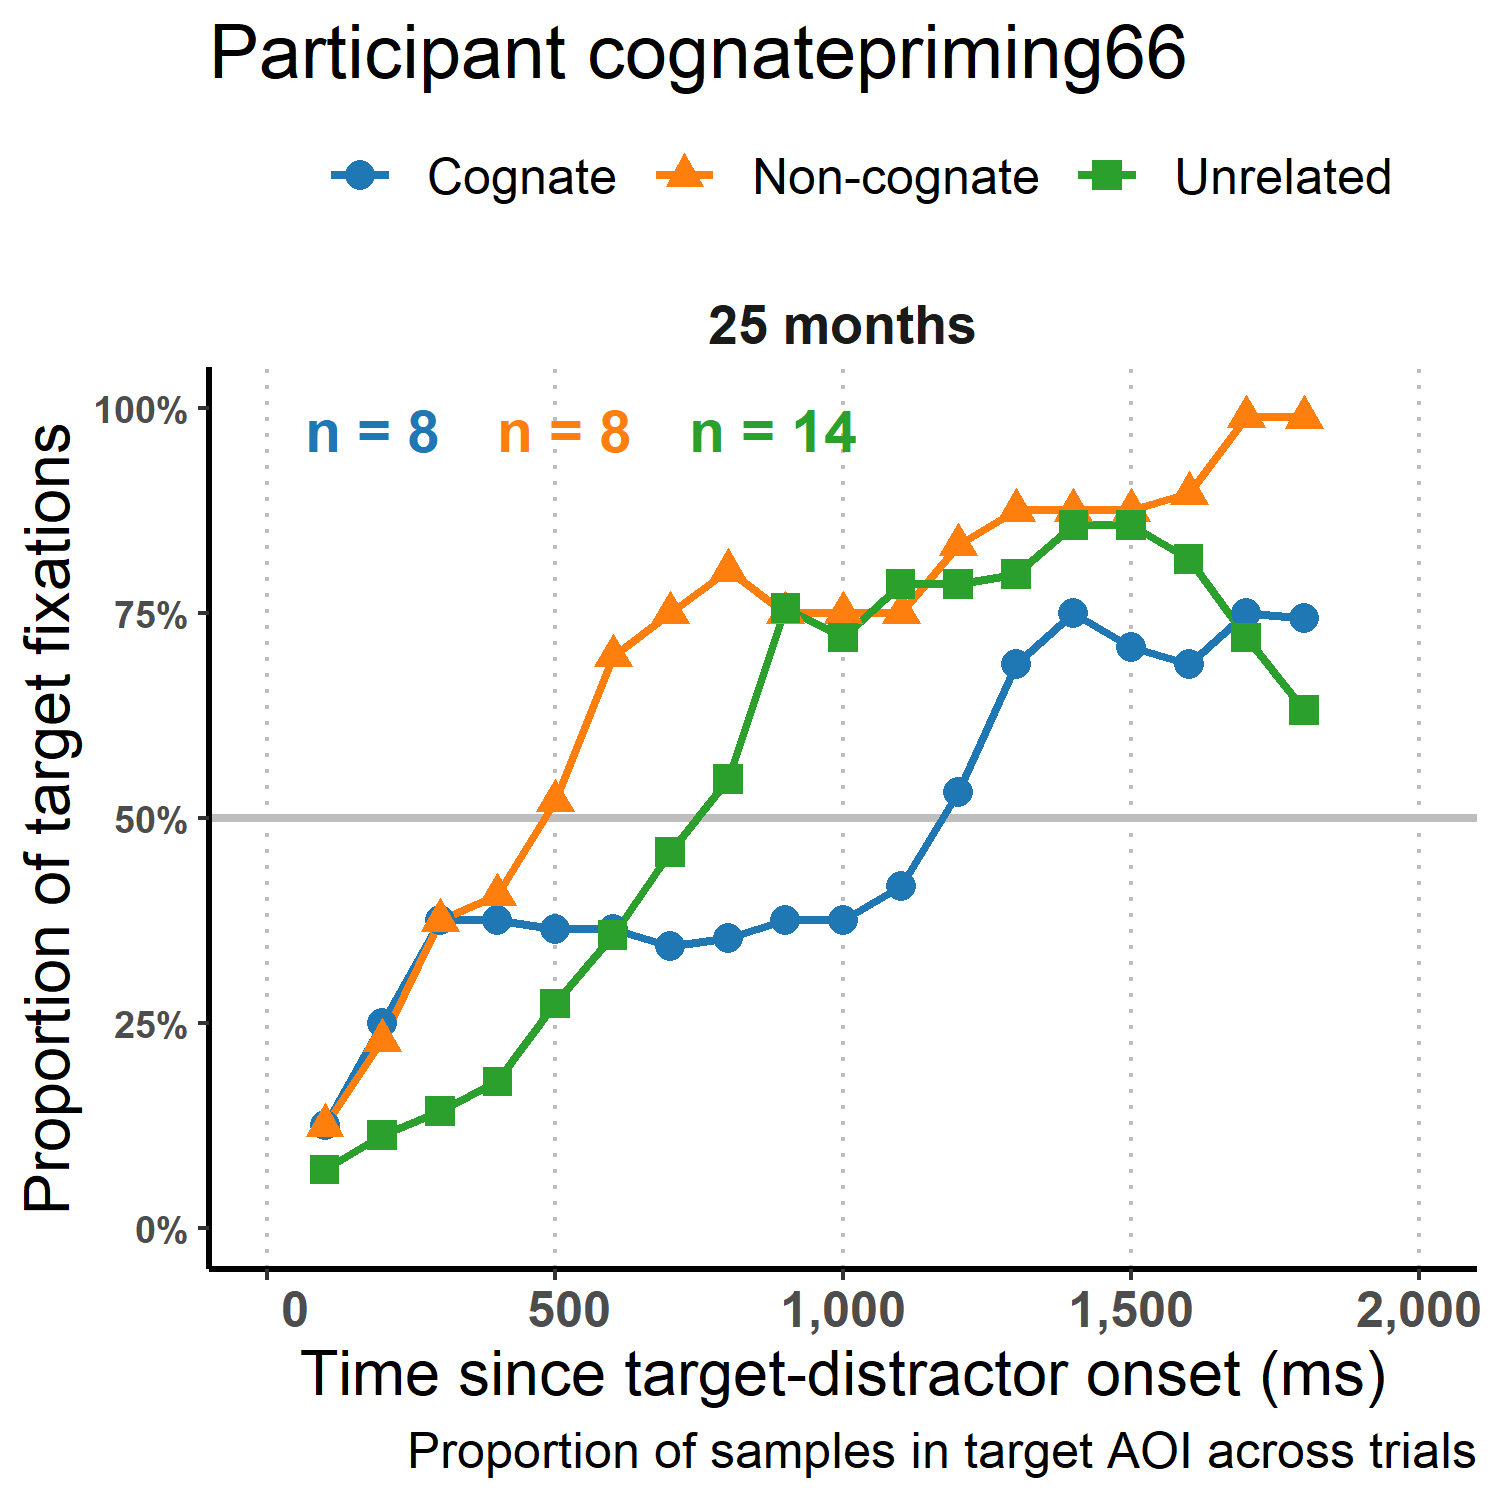 Participant cognatepriming66
Cognate Non-cognate Unrelated
25 months
n = 8 n = 8 n = 14
100%
75%
50%
25%
0%
Proportion of target fixations
0 500 1,000 1,500 2,000
Time since target-distractor onset (ms)
Proportion of samples in target AOI across trials